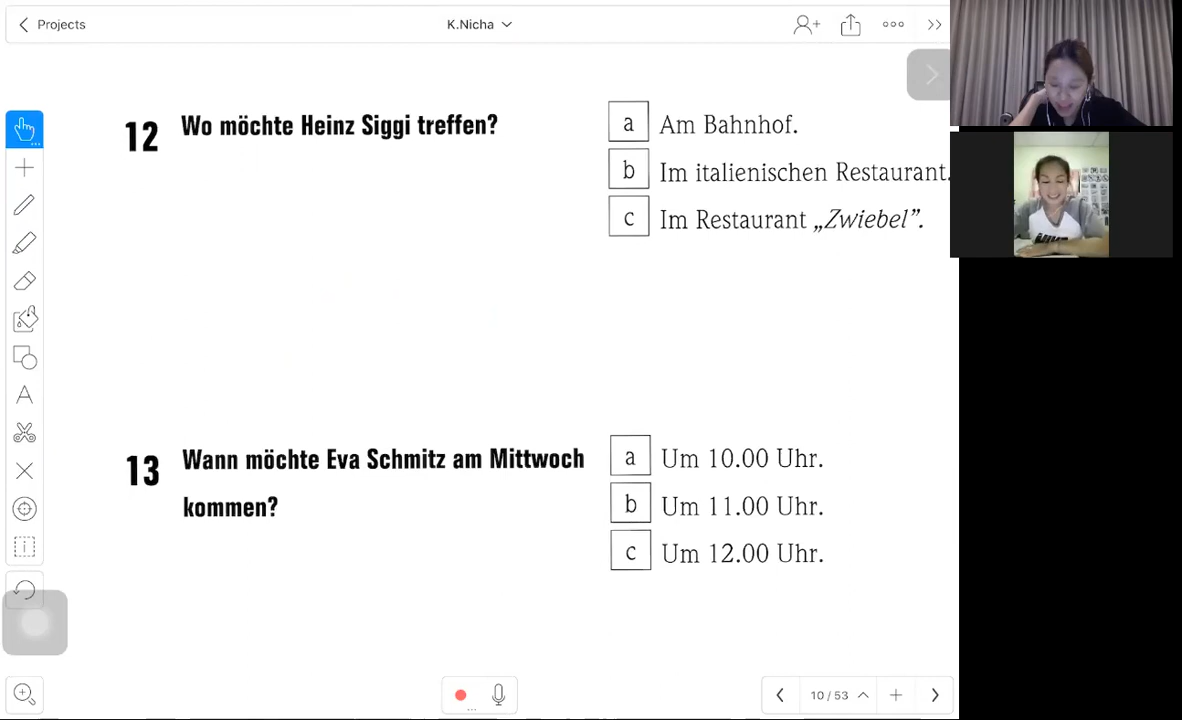 Projects
K.Nicha
12 Wo möchte Heinz Siggi treffen?
a Am Bahnhof.
b Im italienischen Restaurant.
c Im Restaurant „Zwiebel”.
13 Wann möchte Eva Schmitz am Mittwoch
kommen?
a Um 10.00 Uhr.
b Um 11.00 Uhr.
c Um 12.00 Uhr.
10 / 53